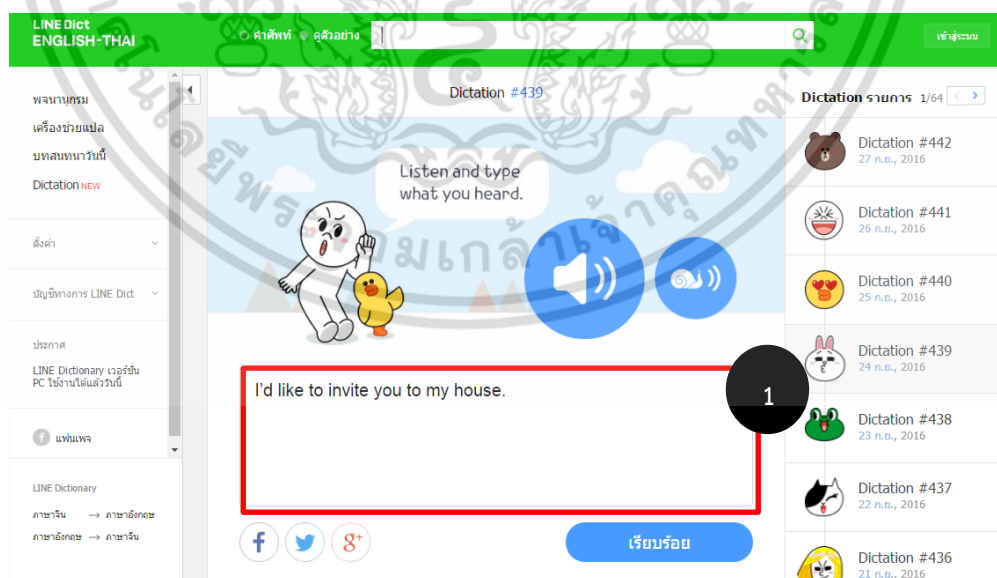 LINE Dict
ENGLISH-THAI
คำศัพท์ ดูตัวอย่าง
เข้าสู่ระบบ
พจนานุกรม
เครื่องช่วยแปล
บทสนทนาวันนี้
Dictation NEW
ตั้งค่า
บัญชีทางการ LINE Dict
ประกาศ
LINE Dictionary เวอร์ชั่น
PC ใช้งานได้แล้ววันนี้
แฟนเพจ
LINE Dictionary
ภาษาจีน → ภาษาอังกฤษ
ภาษาอังกฤษ → ภาษาจีน
Dictation #439
Listen and type
what you heard.
I'd like to invite you to my house.
1
f
g+
เรียบร้อย
Dictation รายการ 1/64
Dictation #442
27 ก.ย., 2016
Dictation #441
26 ก.ย., 2016
Dictation #440
25 ก.ย., 2016
Dictation #439
24 ก.ย., 2016
Dictation #438
23 ก.ย., 2016
Dictation #437
22 ก.ย., 2016
Dictation #436
21 ก.ย., 2016